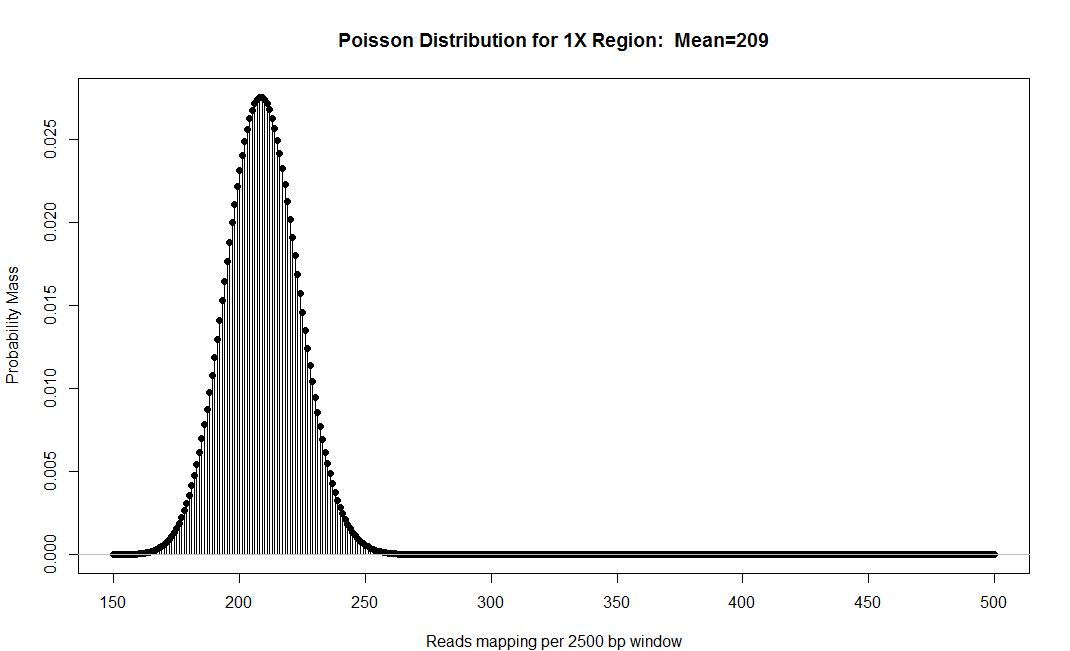 Poisson Distribution for 1X Region:  Mean=209
Probability Mass
0.025
0.020
0.015
0.010
0.005
0.000
150 200 250 300 350 400 450 500
Reads mapping per 2500 bp window